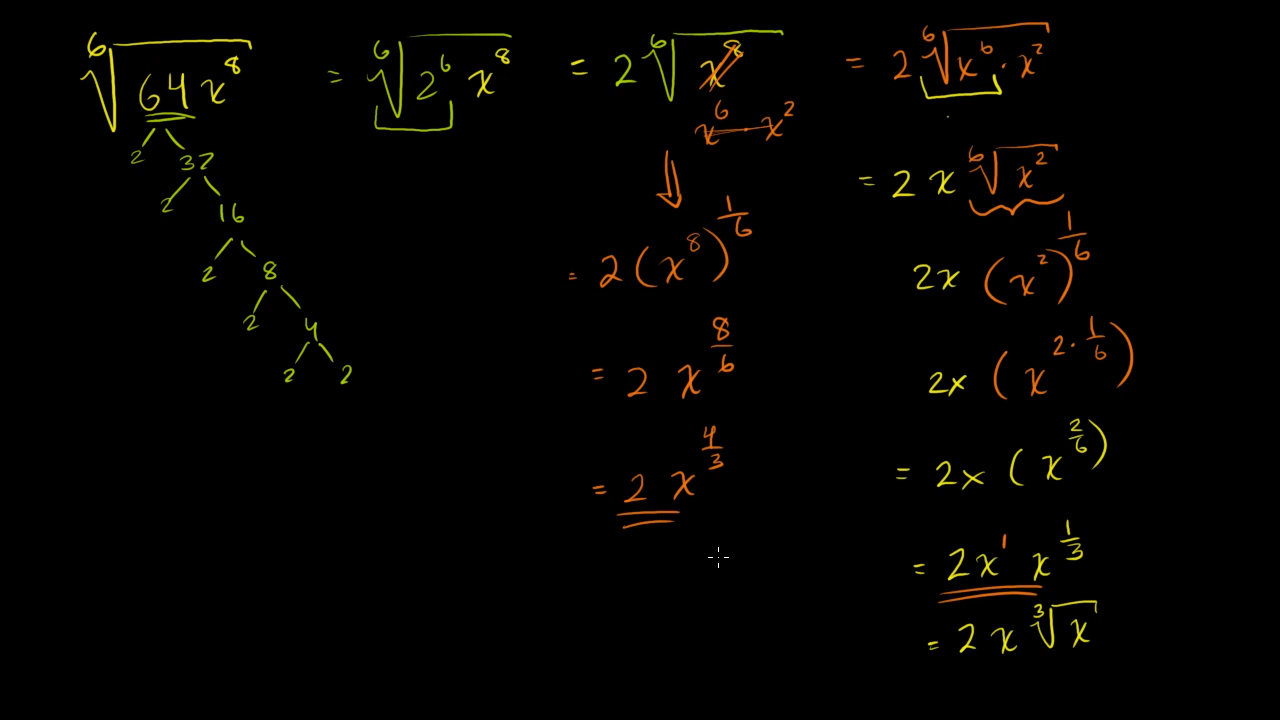 ⁶√(64x⁸) = ⁶√(2⁶ x⁸) = 2 ⁶√(x⁸) = 2 ⁶√(x⁶ · x²)
x⁶ · x²
2 32
2 16
2 8
2 4
2 2
= 2 (x⁸)^(1/6)
= 2 x^(8/6)
= 2 x^(4/3)
= 2 x ⁶√(x²)
2x (x²)^(1/6)
2x (x^(2 · 1/6))
= 2x (x^(2/6))
= 2x¹ x^(1/3)
= 2 x ³√x